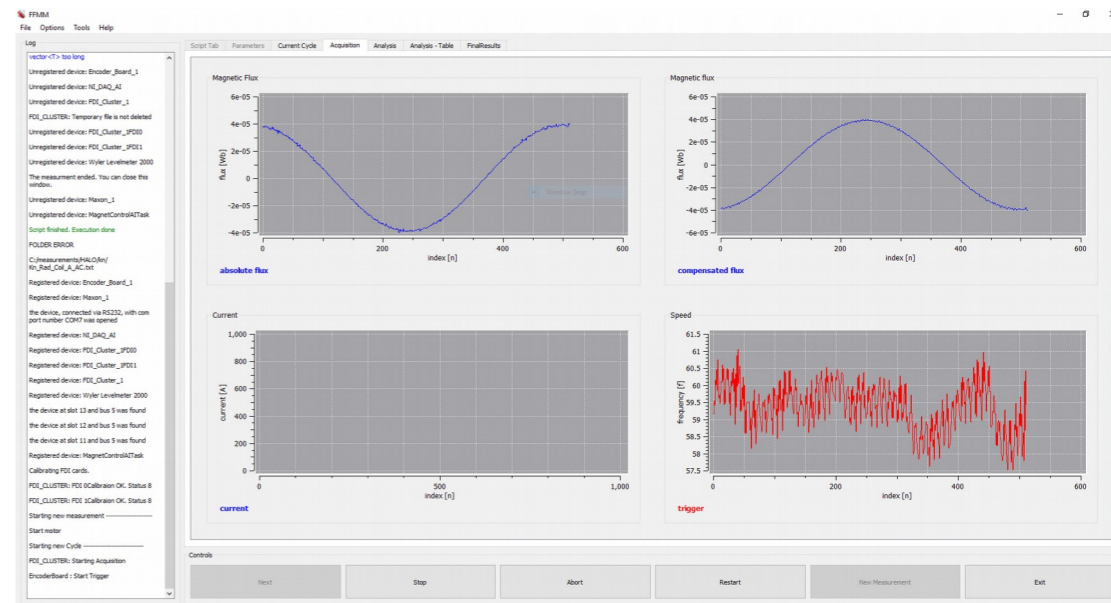 FFMM
File Options Tools Help
Log
vector<T> too long
Unregistered device: Encoder_Board_1
Unregistered device: NI_DAQ_AI
Unregistered device: FDI_Cluster_1
FDI_CLUSTER: Temporary file is not deleted
Unregistered device: FDI_Cluster_1FDI0
Unregistered device: FDI_Cluster_1FDI1
Unregistered device: Wyler Levelmeter 2000
The measurment ended. You can close this
window.
Unregistered device: Maxon_1
Unregistered device: MagnetControlAITask
Script finished. Execution done
FOLDER ERROR
C:/measurements/HALO/kn/
Kn_Rad_Coil_A_AC.txt
Registered device: Encoder_Board_1
Registered device: Maxon_1
the device, connected via RS232, with com
port number COM7 was opened
Registered device: NI_DAQ_AI
Registered device: FDI_Cluster_1FDI0
Registered device: FDI_Cluster_1FDI1
Registered device: FDI_Cluster_1
Registered device: Wyler Levelmeter 2000
the device at slot 13 and bus 5 was found
the device at slot 12 and bus 5 was found
the device at slot 11 and bus 5 was found
Registered device: MagnetControlAITask
Calibrating FDI cards.
FDI_CLUSTER: FDI 0Calibraion OK. Status 8
FDI_CLUSTER: FDI 1Calibraion OK. Status 8
Starting new measurement --------------------
Start motor
Starting new Cycle --------------------------
FDI_CLUSTER: Starting Acquisition
EncoderBoard : Start Trigger
Script Tab Parameters Current Cycle Acquisition Analysis Analysis - Table FinalResults
Magnetic Flux
6e-05
4e-05
2e-05
0
-2e-05
-4e-05
flux [Wb]
0 200 400 600
index [n]
absolute flux
Magnetic flux
6e-05
4e-05
2e-05
0
-2e-05
-4e-05
-6e-05
flux [Wb]
0 200 400 600
index [n]
compensated flux
Current
1,000
800
600
400
200
0
current [A]
0 500 1,000
index [n]
current
Speed
61.5
61
60.5
60
59.5
59
58.5
58
57.5
frequency [f]
0 200 400 600
index [n]
trigger
Controls
Next Stop Abort Restart New Measurement Exit